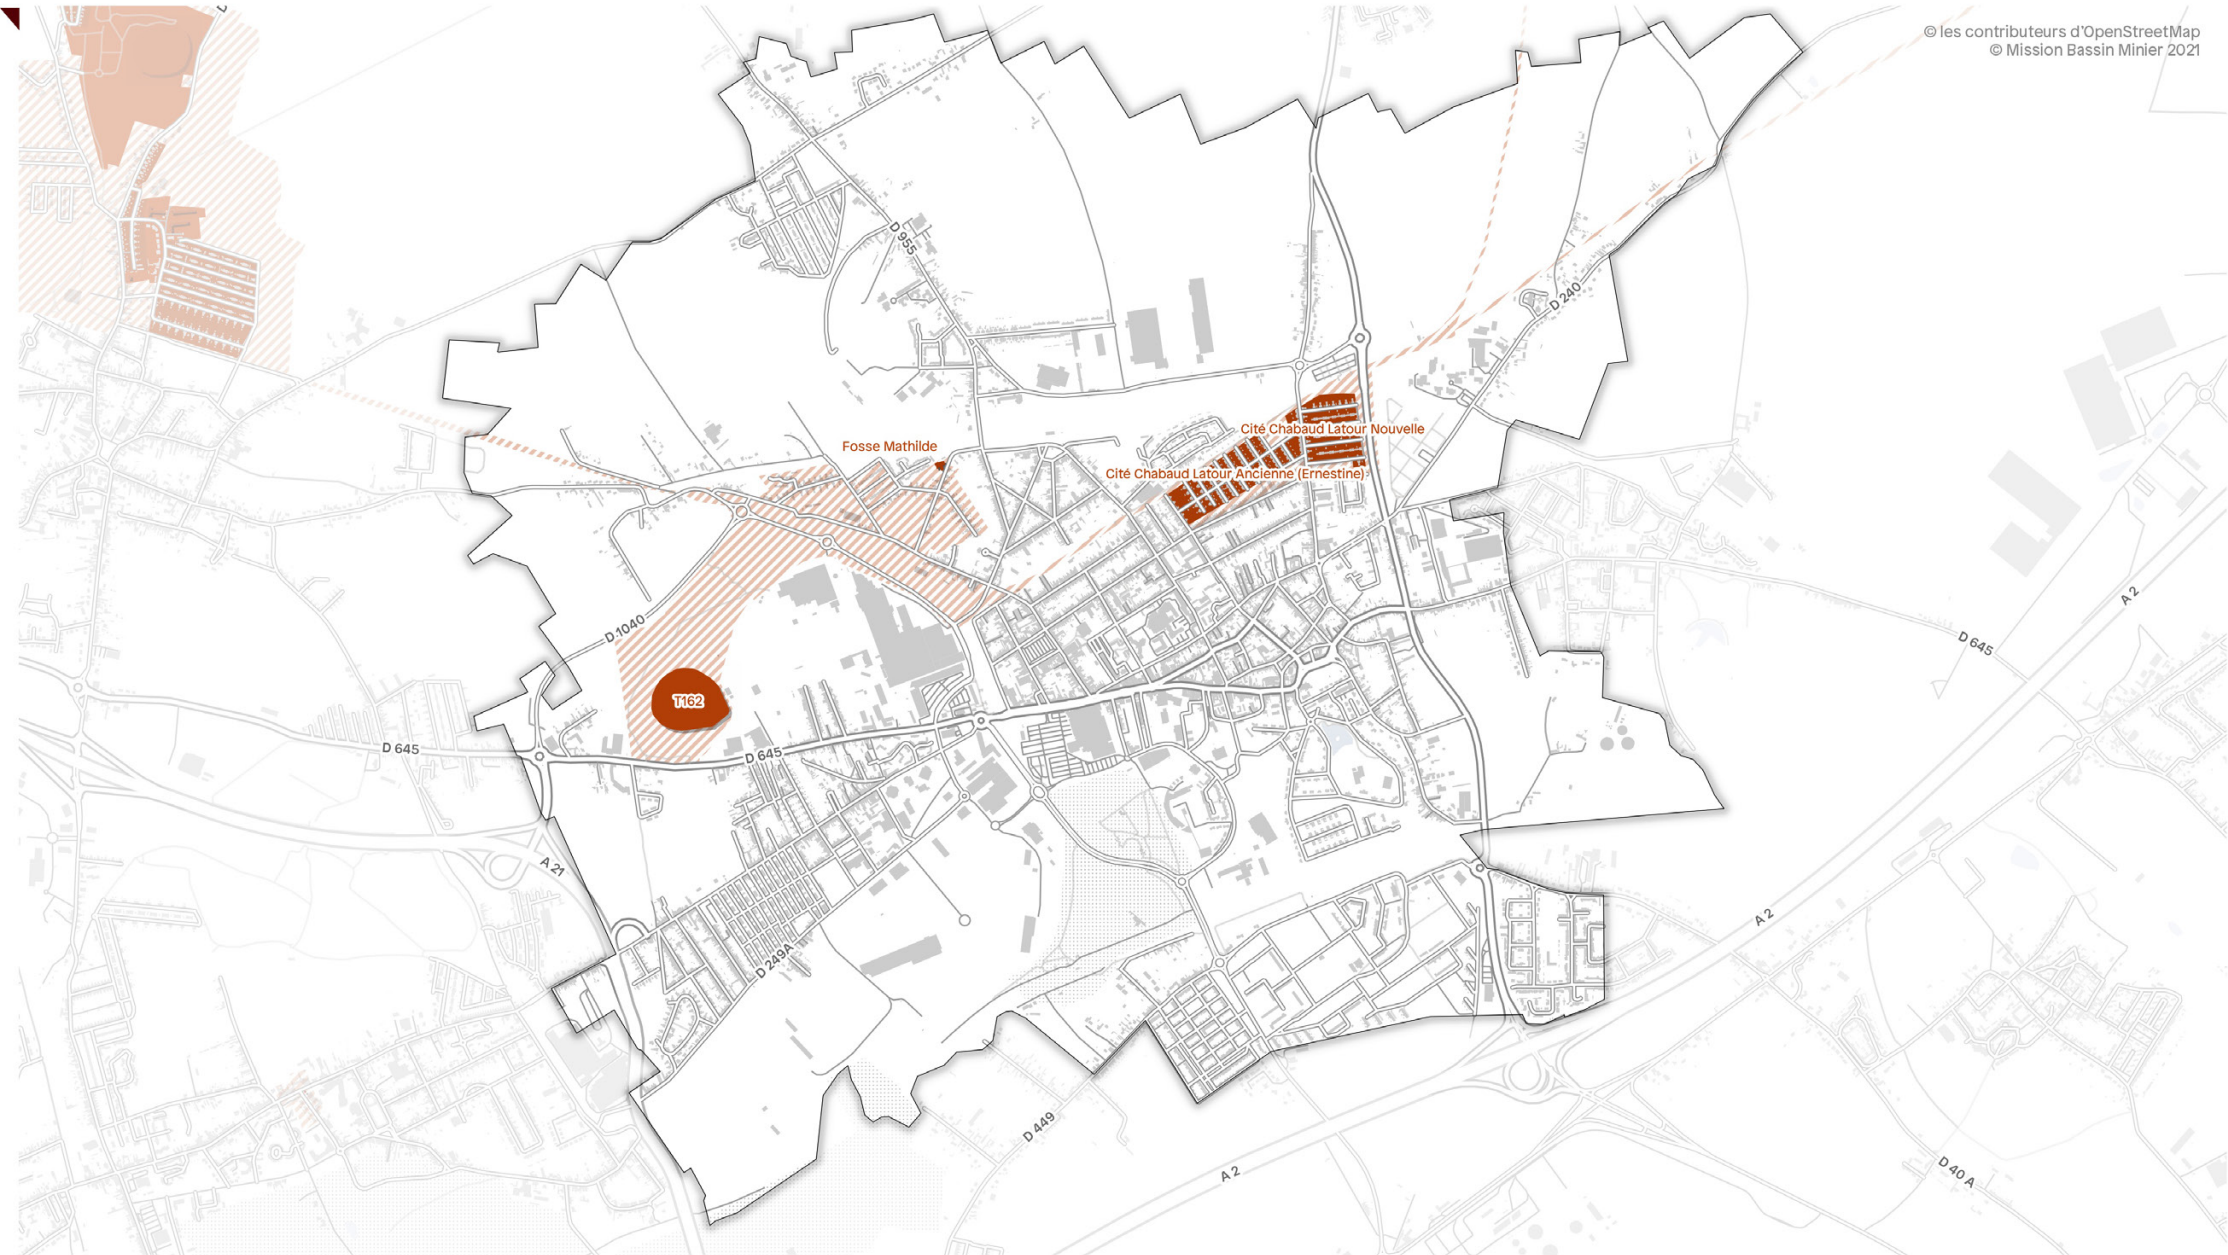 © les contributeurs d'OpenStreetMap
© Mission Bassin Minier 2021
D 955
D 240
Cité Chabaud Latour Nouvelle
Fosse Mathilde
Cité Chabaud Latour Ancienne (Ernestine)
A 2
D 1040
D 645
T162
D 645
D 645
A 21
A 2
D 249A
D 449
A 2
D 40 A